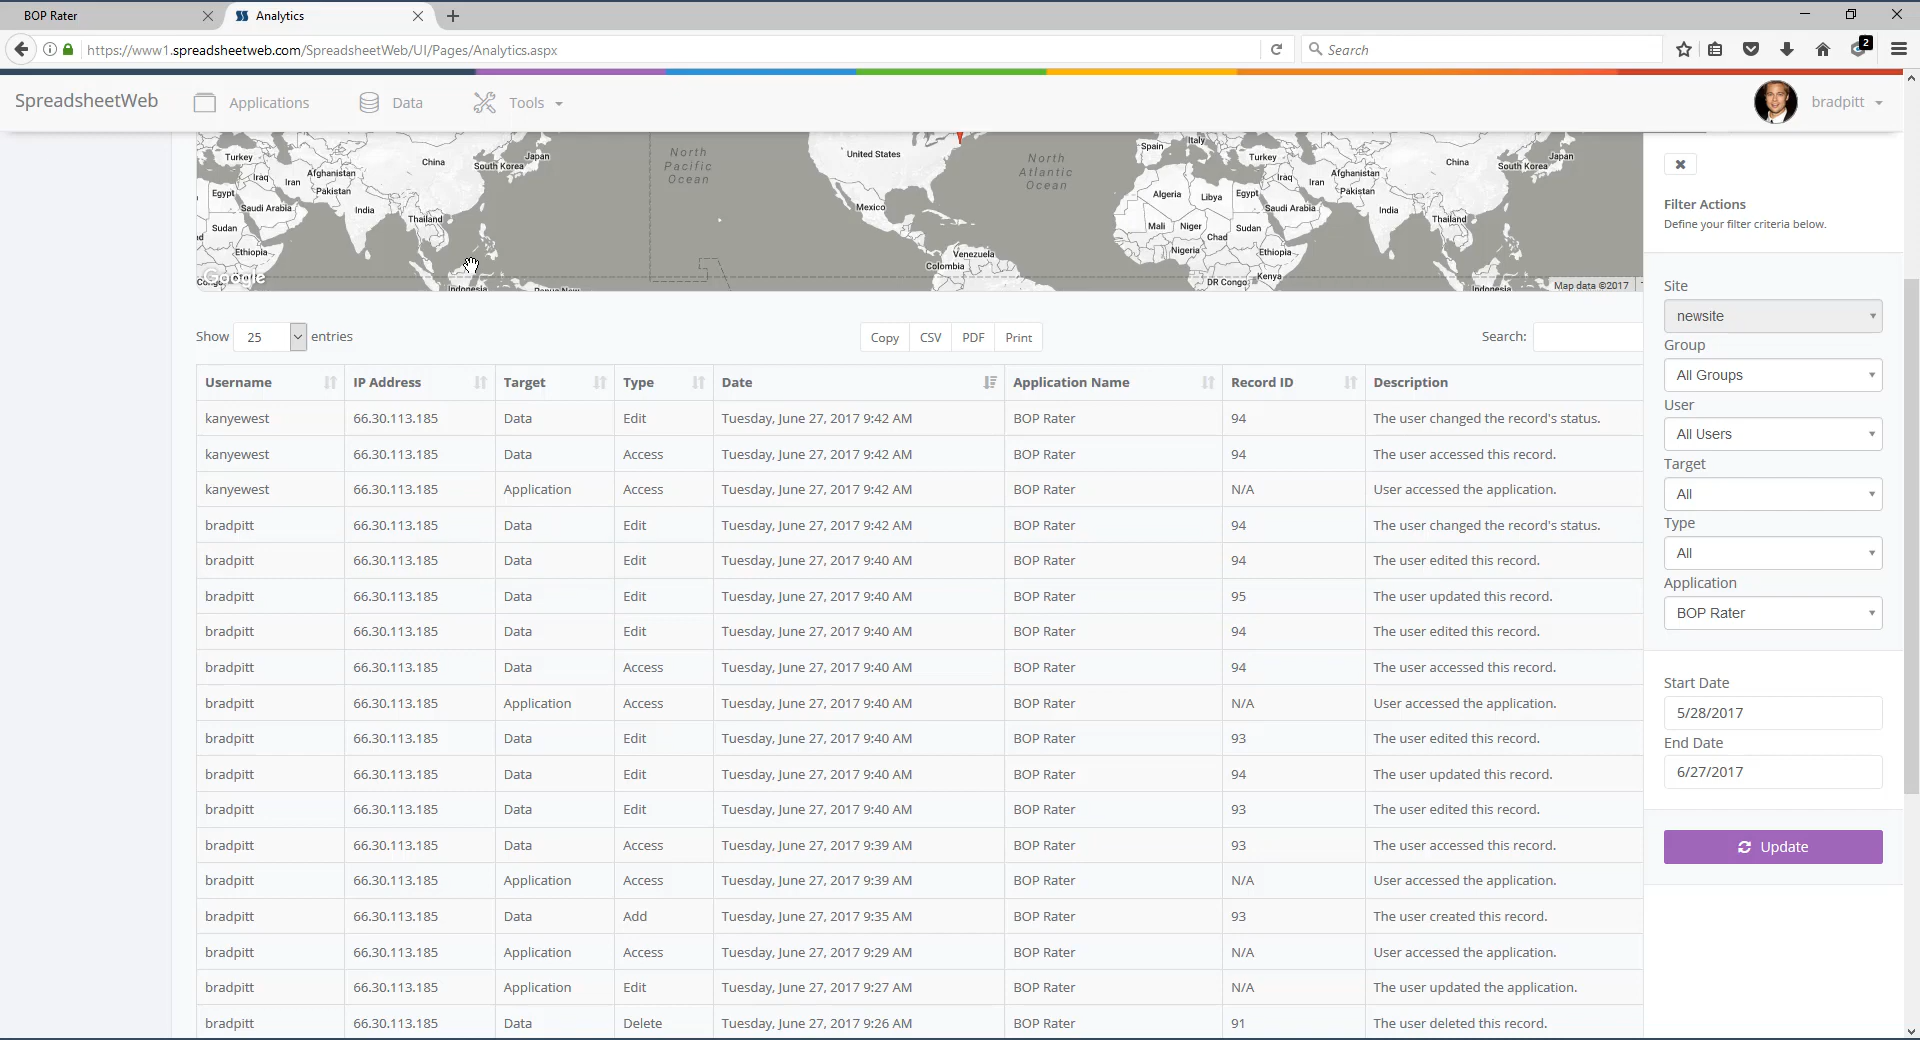 BOP Rater
Analytics
https://www1.spreadsheetweb.com/SpreadsheetWeb/UI/Pages/Analytics.aspx
Search
2
SpreadsheetWeb
Applications
Data
Tools
bradpitt
North Pacific Ocean
North Atlantic Ocean
Turkey
Iraq
Iran
Afghanistan
Pakistan
China
South Korea
Japan
Egypt
Saudi Arabia
India
Thailand
Sudan
Ethiopia
Indonesia
United States
Mexico
Venezuela
Colombia
Spain
Italy
Turkey
Algeria
Libya
Egypt
Iraq
Iran
Afghanistan
Pakistan
China
South Korea
Japan
Saudi Arabia
India
Thailand
Mali
Niger
Chad
Sudan
Nigeria
Ethiopia
Kenya
DR Congo
Indonesia
Google
Map data ©2017
Show 25 entries
Copy CSV PDF Print
Search:
Username IP Address Target Type Date Application Name Record ID Description
kanyewest 66.30.113.185 Data Edit Tuesday, June 27, 2017 9:42 AM BOP Rater 94 The user changed the record's status.
kanyewest 66.30.113.185 Data Access Tuesday, June 27, 2017 9:42 AM BOP Rater 94 The user accessed this record.
kanyewest 66.30.113.185 Application Access Tuesday, June 27, 2017 9:42 AM BOP Rater N/A User accessed the application.
bradpitt 66.30.113.185 Data Edit Tuesday, June 27, 2017 9:42 AM BOP Rater 94 The user changed the record's status.
bradpitt 66.30.113.185 Data Edit Tuesday, June 27, 2017 9:40 AM BOP Rater 94 The user edited this record.
bradpitt 66.30.113.185 Data Edit Tuesday, June 27, 2017 9:40 AM BOP Rater 95 The user updated this record.
bradpitt 66.30.113.185 Data Edit Tuesday, June 27, 2017 9:40 AM BOP Rater 94 The user edited this record.
bradpitt 66.30.113.185 Data Access Tuesday, June 27, 2017 9:40 AM BOP Rater 94 The user accessed this record.
bradpitt 66.30.113.185 Application Access Tuesday, June 27, 2017 9:40 AM BOP Rater N/A User accessed the application.
bradpitt 66.30.113.185 Data Edit Tuesday, June 27, 2017 9:40 AM BOP Rater 93 The user edited this record.
bradpitt 66.30.113.185 Data Edit Tuesday, June 27, 2017 9:40 AM BOP Rater 94 The user updated this record.
bradpitt 66.30.113.185 Data Edit Tuesday, June 27, 2017 9:40 AM BOP Rater 93 The user edited this record.
bradpitt 66.30.113.185 Data Access Tuesday, June 27, 2017 9:39 AM BOP Rater 93 The user accessed this record.
bradpitt 66.30.113.185 Application Access Tuesday, June 27, 2017 9:39 AM BOP Rater N/A User accessed the application.
bradpitt 66.30.113.185 Data Add Tuesday, June 27, 2017 9:35 AM BOP Rater 93 The user created this record.
bradpitt 66.30.113.185 Application Access Tuesday, June 27, 2017 9:29 AM BOP Rater N/A User accessed the application.
bradpitt 66.30.113.185 Application Edit Tuesday, June 27, 2017 9:27 AM BOP Rater N/A The user updated the application.
bradpitt 66.30.113.185 Data Delete Tuesday, June 27, 2017 9:26 AM BOP Rater 91 The user deleted this record.
Filter Actions
Define your filter criteria below.
Site
newsite
Group
All Groups
User
All Users
Target
All
Type
All
Application
BOP Rater
Start Date
5/28/2017
End Date
6/27/2017
Update